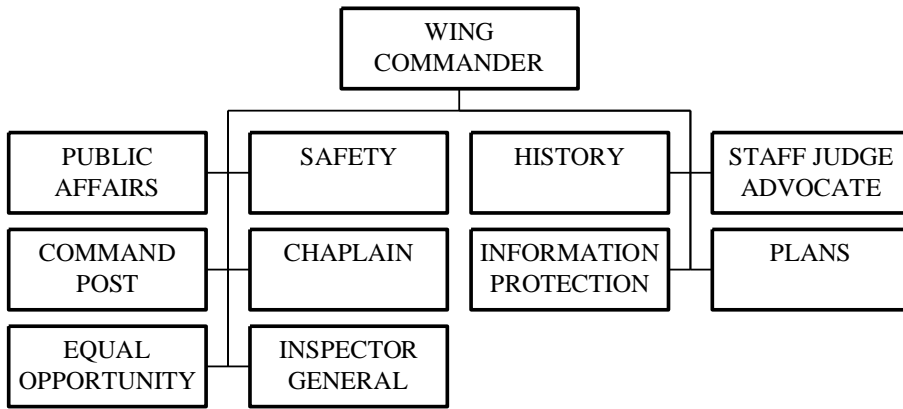 WING
COMMANDER
PUBLIC
AFFAIRS
SAFETY
HISTORY
STAFF JUDGE
ADVOCATE
COMMAND
POST
CHAPLAIN
INFORMATION
PROTECTION
PLANS
EQUAL
OPPORTUNITY
INSPECTOR
GENERAL